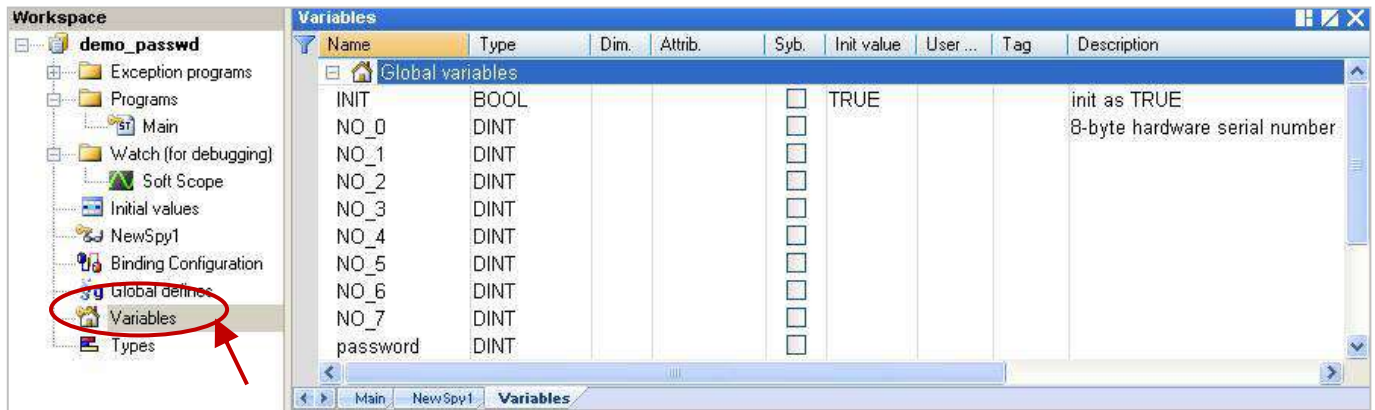 Workspace
demo_passwd
Exception programs
Programs
ST Main
Watch (for debugging)
Soft Scope
Initial values
NewSpy1
Binding Configuration
Global defines
Variables
Types
Variables
Name Type Dim. Attrib. Syb. Init value User ... Tag Description
Global variables
INIT BOOL TRUE init as TRUE
NO_0 DINT 8-byte hardware serial number
NO_1 DINT
NO_2 DINT
NO_3 DINT
NO_4 DINT
NO_5 DINT
NO_6 DINT
NO_7 DINT
password DINT
Main NewSpy1 Variables